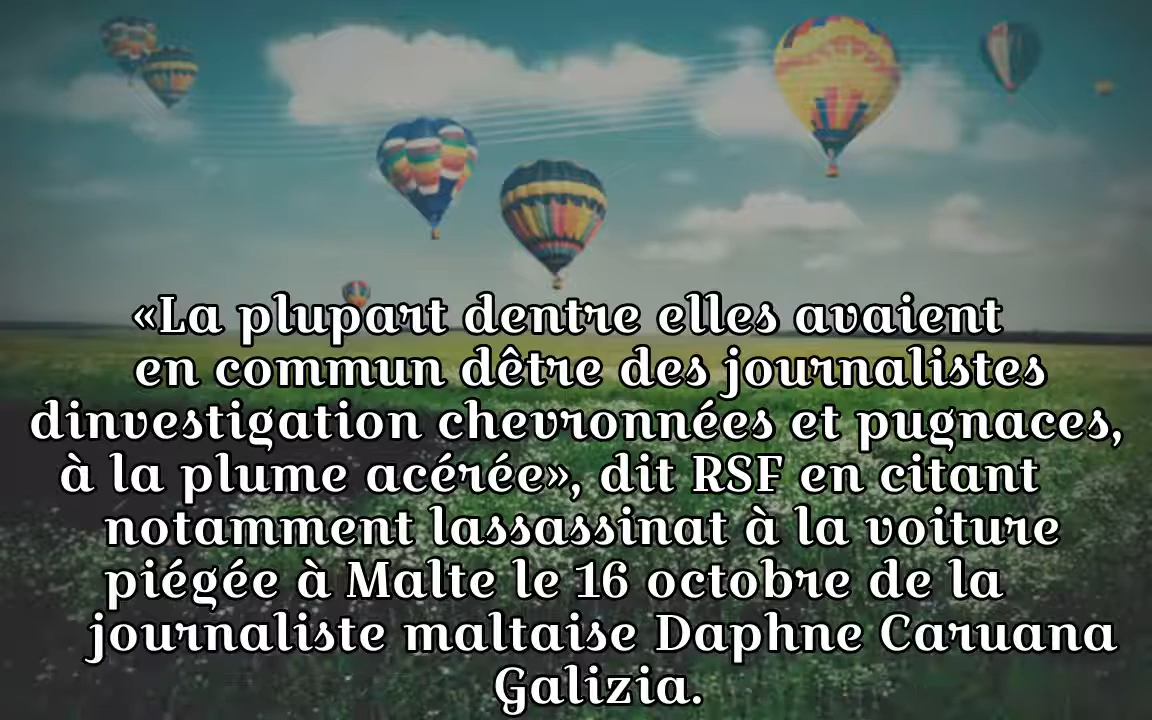 «La plupart dentre elles avaient
en commun dêtre des journalistes
dinvestigation chevronnées et pugnaces,
à la plume acérée», dit RSF en citant
notamment lassassinat à la voiture
piégée à Malte le 16 octobre de la
journaliste maltaise Daphne Caruana
Galizia.